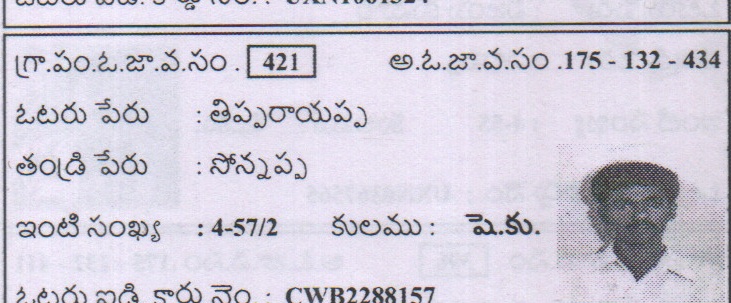 గ్రా.పం.ఓ.జా.వ.సం . 421 అ.ఓ.జా.వ.సం .175 - 132 - 434
ఓటరు పేరు : తిప్పరాయప్ప
తండ్రి పేరు : సోన్నప్ప
ఇంటిసంఖ్య : 4-57/2 కులము : షె.కు.
ఓటరు ఐడి. కార్డు నెం. : CWB2288157